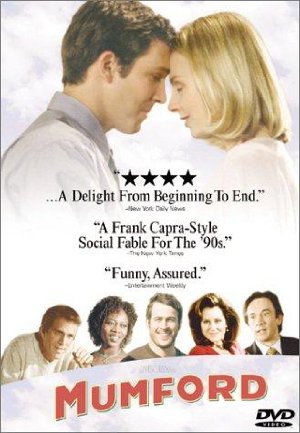 “★★★★
...A Delight From Beginning To End.”
–New York Daily News
“A Frank Capra-Style
Social Fable For The '90s.”
–The New York Times
“Funny, Assured.”
–Entertainment Weekly
MUMFORD
DVD
VIDEO